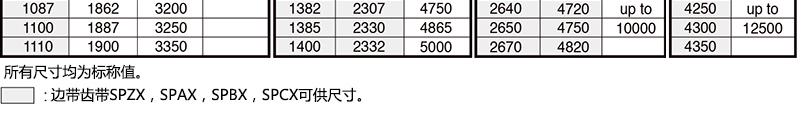 1087 1862 3200 1382 2307 4750 2640 4720 up to 4250 up to
1100 1887 3250 1385 2330 4865 2650 4750 10000 4300 12500
1110 1900 3350 1400 2332 5000 2670 4820 4350
所有尺寸均为标称值。
：边带齿带SPZX，SPAX，SPBX，SPCX可供尺寸。